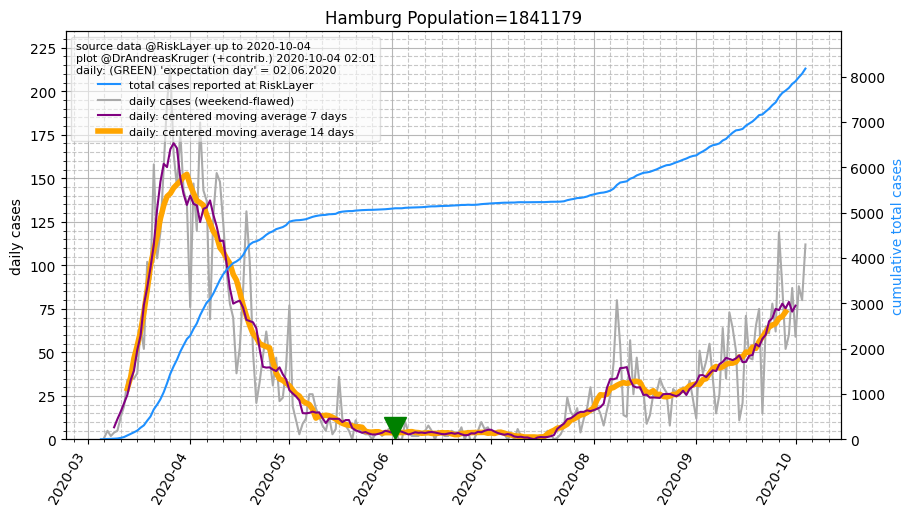 Hamburg Population=1841179
source data @RiskLayer up to 2020-10-04
plot @DrAndreasKruger (+contrib.) 2020-10-04 02:01
daily: (GREEN) 'expectation day' = 02.06.2020
total cases reported at RiskLayer
daily cases (weekend-flawed)
daily: centered moving average 7 days
daily: centered moving average 14 days
daily cases
225
200
175
150
125
100
75
50
25
0
cumulative total cases
8000
7000
6000
5000
4000
3000
2000
1000
0
2020-03
2020-04
2020-05
2020-06
2020-07
2020-08
2020-09
2020-10